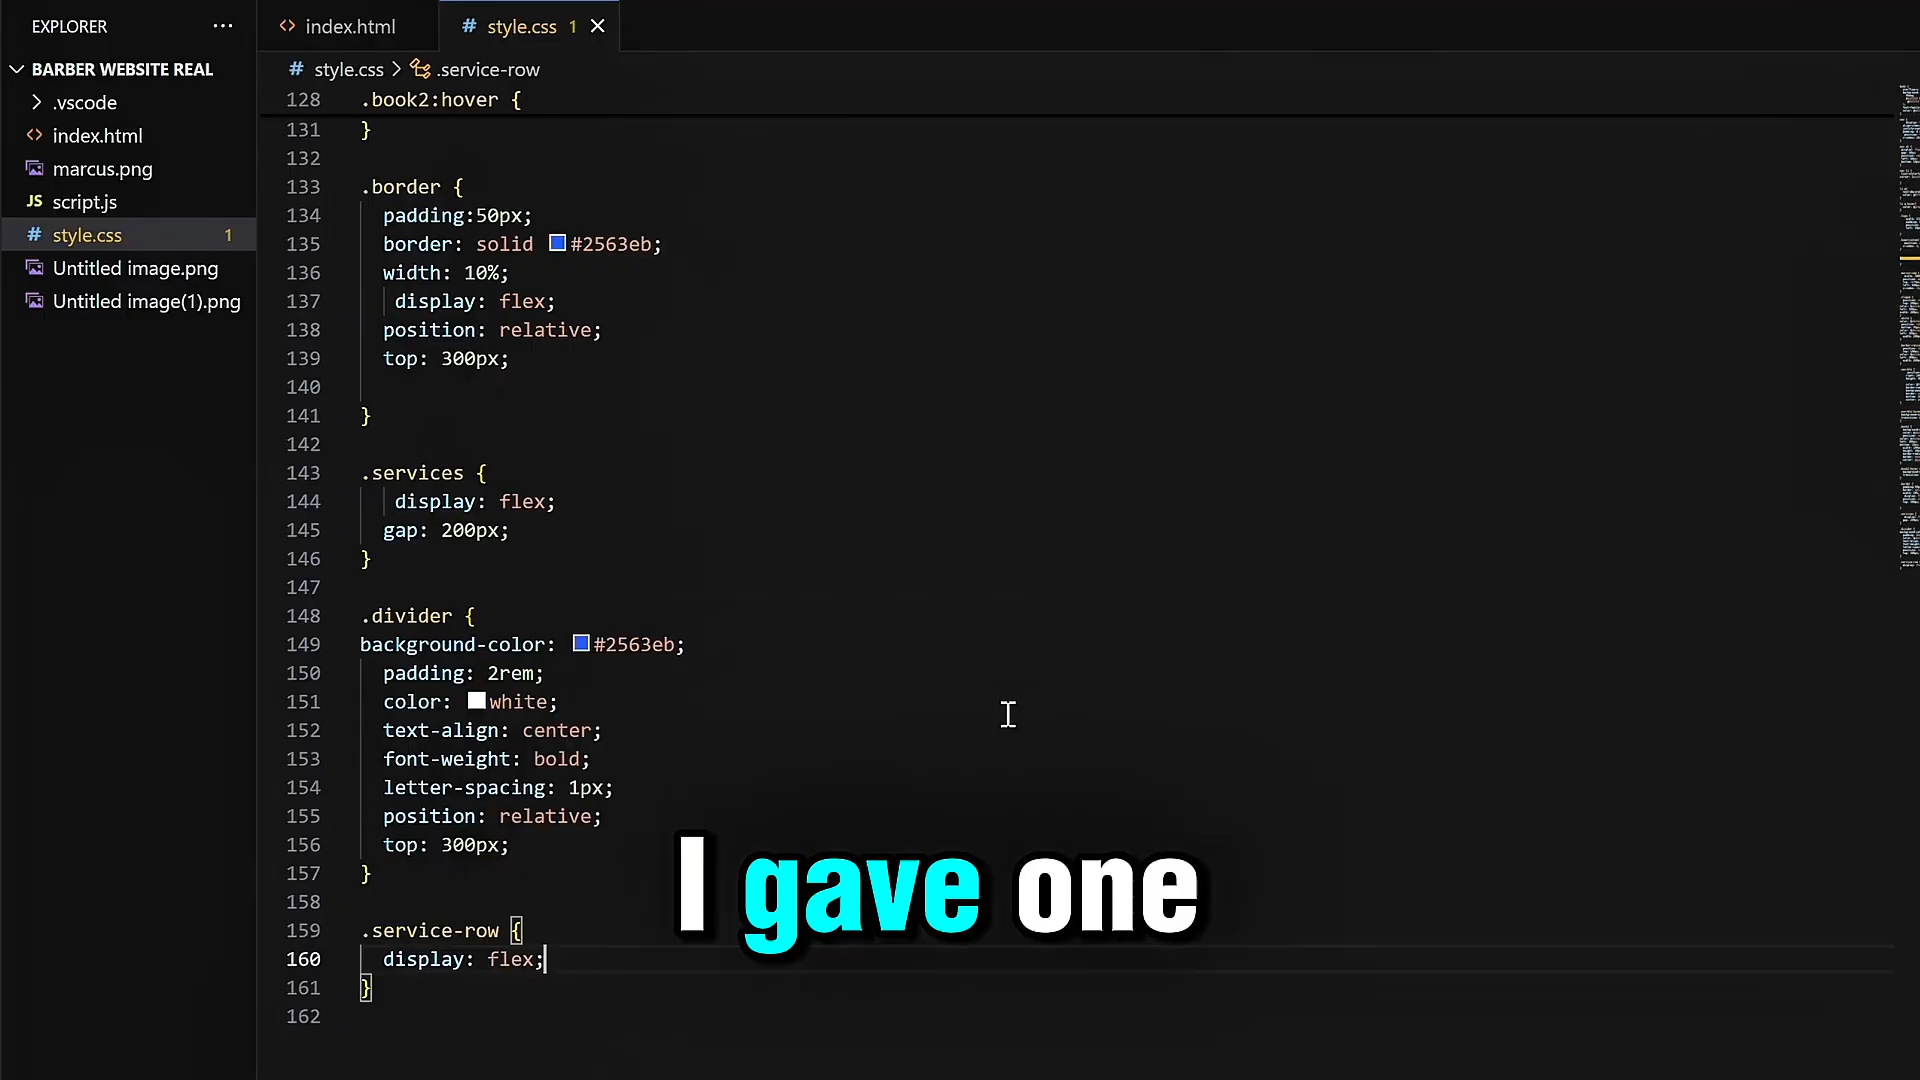 EXPLORER
···
index.html
style.css 1
BARBER WEBSITE REAL
.vscode
index.html
marcus.png
JS script.js
# style.css 1
Untitled image.png
Untitled image(1).png
# style.css > .service-row
128 .book2:hover {
131 }
132
133 .border {
134 padding:50px;
135 border: solid #2563eb;
136 width: 10%;
137 display: flex;
138 position: relative;
139 top: 300px;
140
141 }
142
143 .services {
144 display: flex;
145 gap: 200px;
146 }
147
148 .divider {
149 background-color: #2563eb;
150 padding: 2rem;
151 color: white;
152 text-align: center;
153 font-weight: bold;
154 letter-spacing: 1px;
155 position: relative;
156 top: 300px;
157 }
158
159 .service-row {
160 display: flex;
161 }
162
I gave one